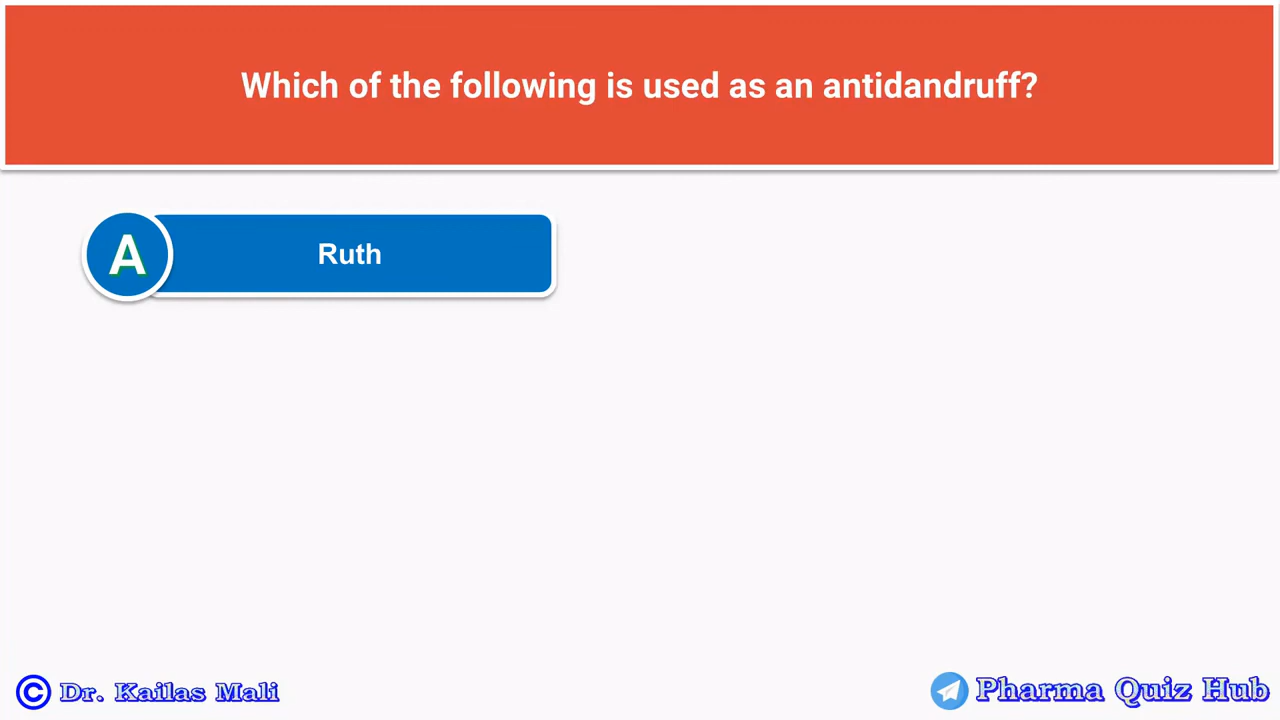 Which of the following is used as an antidandruff?
A
Ruth
© Dr. Kailas Mali
Pharma Quiz Hub